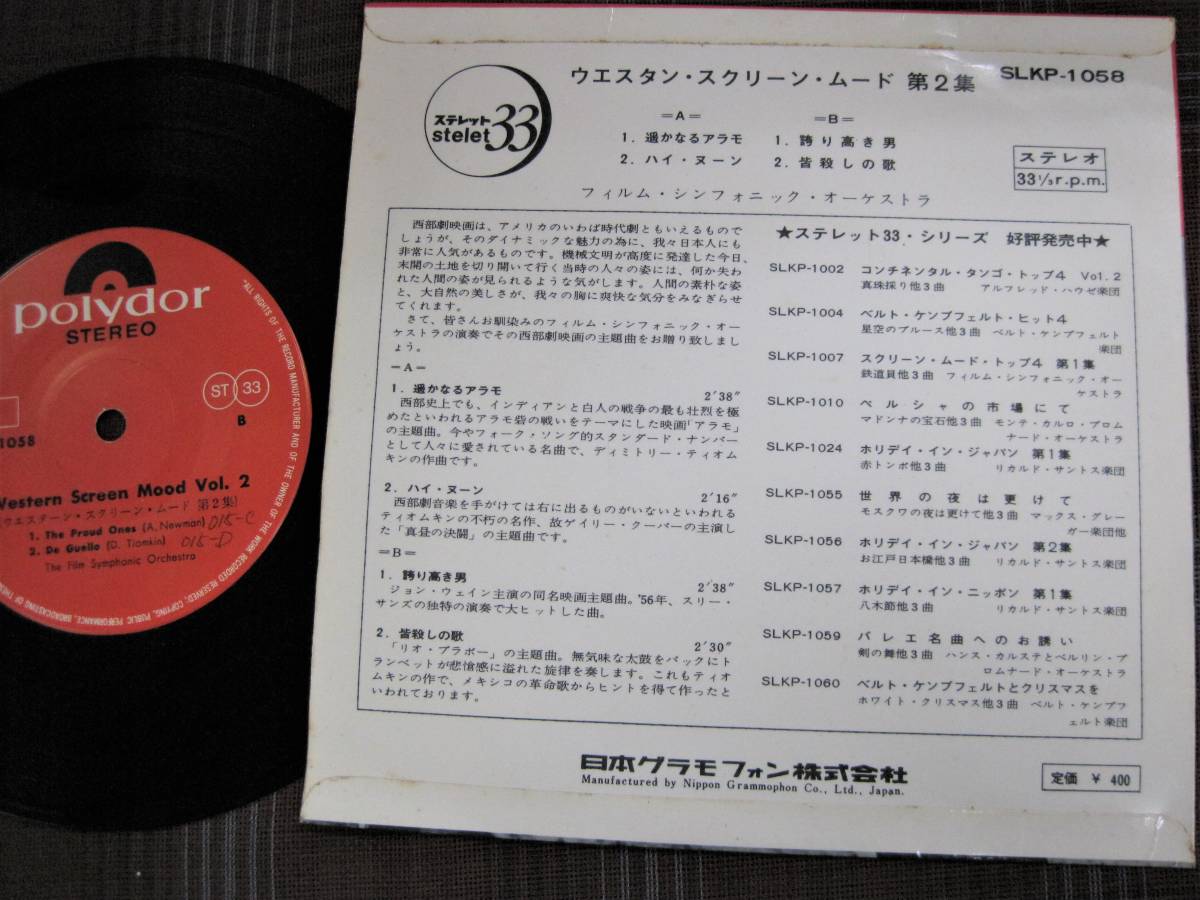 polydor
STEREO
ST 33
B
1058
Western Screen Mood Vol. 2
(ウエスターン・スクリーン・ムード 第2集)
1. The Proud Ones (A. Newman) 015-C
2. De Guello (D. Tiomkin) 015-D
The Film Symphonic Orchestra
"ALL RIGHTS OF THE RECORD MANUFACTURER AND OF THE OWNER OF THE WORK RECORDED RESERVED. COPYING, PUBLIC PERFORMANCE, BROADCASTING OF
ステレット
stelet 33
ウエスタン・スクリーン・ムード 第2集
SLKP-1058
=A=
1. 遥かなるアラモ
2. ハイ・ヌーン
=B=
1. 誇り高き男
2. 皆殺しの歌
ステレオ
33⅓r.p.m.
フィルム・シンフォニック・オーケストラ
西部劇映画は、アメリカのいわば時代劇ともいえるもので
しょうが、そのダイナミックな魅力の為に、我々日本人にも
非常に人気があるものです。機械文明が高度に発達した今日、
未開の土地を切り開いて行く当時の人々の姿には、何か失わ
れた人間の姿が見られるような気がします。人間の素朴な姿
と、大自然の美しさが、我々の胸に爽快な気分をみなぎらせ
てくれます。
さて、皆さんお馴染みのフィルム・シンフォニック・オー
ケストラの演奏でその西部劇映画の主題曲をお贈り致しまし
ょう。
=A=
1. 遥かなるアラモ 2'38"
西部史上でも、インディアンと白人の戦争の最も壮烈を極
めたといわれるアラモ砦の戦いをテーマにした映画「アラモ」
の主題曲。今やフォーク・ソング的スタンダード・ナンバー
として人々に愛されている名曲で、ディミトリー・ティオム
キンの作曲です。
2. ハイ・ヌーン 2'16"
西部劇音楽を手がけては右に出るものがいないといわれる
ティオムキンの不朽の名作、故ゲイリー・クーパーの主演し
た「真昼の決闘」の主題曲です。
=B=
1. 誇り高き男 2'38"
ジョン・ウェイン主演の同名映画主題曲。'56年、スリー・
サンズの独特の演奏で大ヒットした曲。
2. 皆殺しの歌 2'30"
「リオ・ブラボー」の主題曲。無気味な太鼓をバックにト
ランペットが悲愴感に溢れた旋律を奏します。これもティオ
ムキンの作で、メキシコの革命歌からヒントを得て作ったと
いわれております。
★ステレット33・シリーズ 好評発売中★
SLKP-1002 コンチネンタル・タンゴ・トップ4 Vol. 2
真珠採り他3曲 アルフレッド・ハウゼ楽団
SLKP-1004 ベルト・ケンプフェルト・ヒット4
星空のブルース他3曲 ベルト・ケンプフェルト
楽団
SLKP-1007 スクリーン・ムード・トップ4 第1集
鉄道員他3曲 フィルム・シンフォニック・オー
ケストラ
SLKP-1010 ペルシャの市場にて
マドンナの宝石他3曲 モンテ・カルロ・プロム
ナード・オーケストラ
SLKP-1024 ホリデイ・イン・ジャパン 第1集
赤トンボ他3曲 リカルド・サントス楽団
SLKP-1055 世界の夜は更けて
モスクワの夜は更けて他3曲 マックス・グレー
ガー楽団他
SLKP-1056 ホリデイ・イン・ジャパン 第2集
お江戸日本橋他3曲 リカルド・サントス楽団
SLKP-1057 ホリデイ・イン・ニッポン 第1集
八木節他3曲 リカルド・サントス楽団
SLKP-1059 バレエ名曲へのお誘い
剣の舞他3曲 ハンス・カルステとベルリン・プ
ロムナード・オーケストラ
SLKP-1060 ベルト・ケンプフェルトとクリスマスを
ホワイト・クリスマス他3曲 ベルト・ケンプフ
ェルト楽団
日本グラモフォン株式会社
Manufactured by Nippon Grammophon Co., Ltd., Japan.
定価 ¥ 400